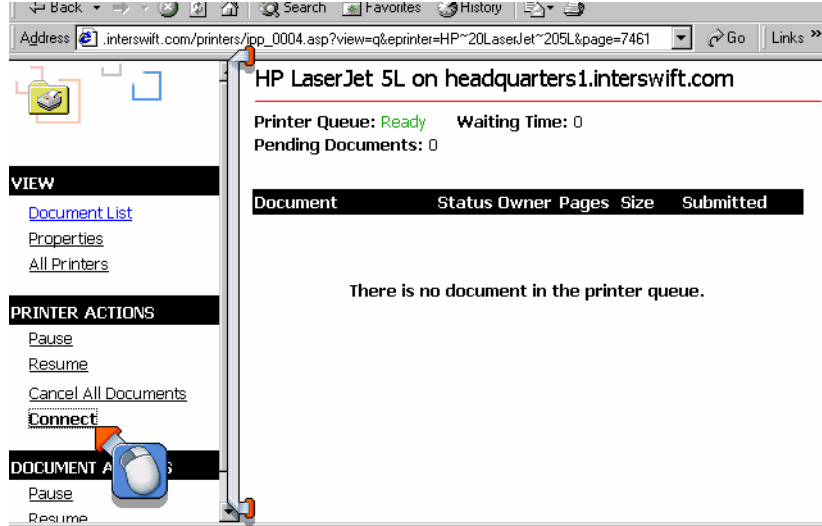 Back Search Favorites History
Address .interswift.com/printers/ipp_0004.asp?view=q&eprinter=HP~20LaserJet~205L&page=7461 Go Links »
HP LaserJet 5L on headquarters1.interswift.com
Printer Queue: Ready Waiting Time: 0
Pending Documents: 0
VIEW
Document List
Properties
All Printers
PRINTER ACTIONS
Pause
Resume
Cancel All Documents
Connect
DOCUMENT A S
Pause
Resume
Document Status Owner Pages Size Submitted
There is no document in the printer queue.